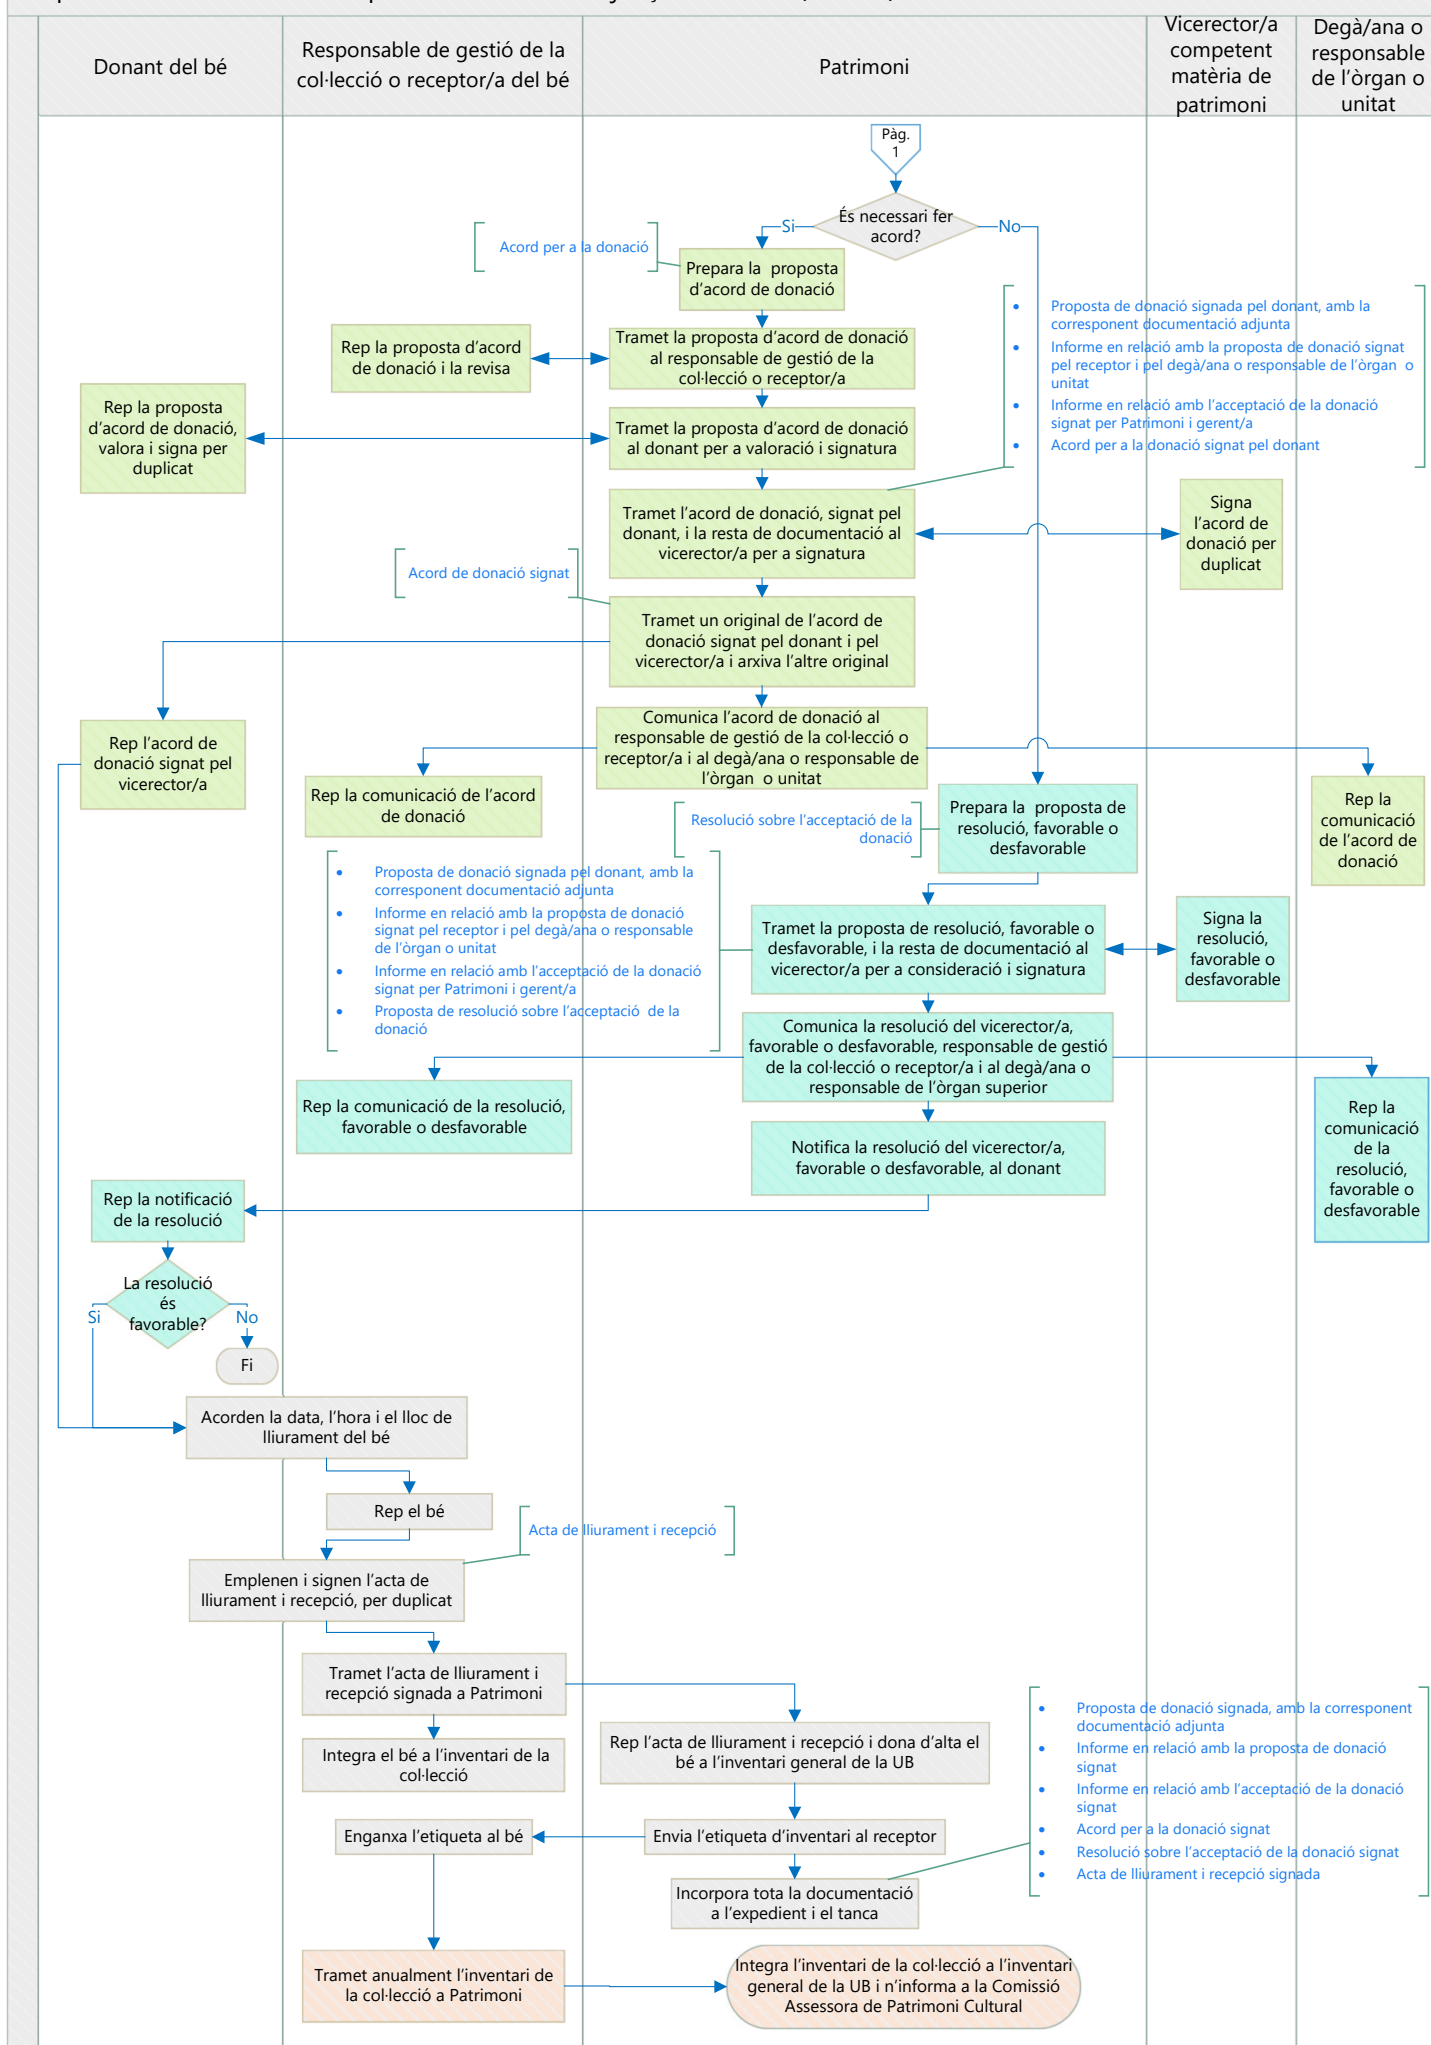 Donant del bé
Responsable de gestió de la
col·lecció o receptor/a del bé
Patrimoni
Vicerector/a
competent
matèria de
patrimoni
Degà/ana o
responsable
de l'òrgan o
unitat
Pàg.
1
És necessari fer
acord?
Si
No
Acord per a la donació
Prepara la proposta
d'acord de donació
• Proposta de donació signada pel donant, amb la
corresponent documentació adjunta
• Informe en relació amb la proposta de donació signat
pel receptor i pel degà/ana o responsable de l'òrgan o
unitat
• Informe en relació amb l'acceptació de la donació
signat per Patrimoni i gerent/a
• Acord per a la donació signat pel donant
Rep la proposta d'acord
de donació i la revisa
Tramet la proposta d'acord de donació
al responsable de gestió de la
col·lecció o receptor/a
Rep la proposta
d'acord de donació,
valora i signa per
duplicat
Tramet la proposta d'acord de donació
al donant per a valoració i signatura
Tramet l'acord de donació, signat pel
donant, i la resta de documentació al
vicerector/a per a signatura
Signa
l'acord de
donació per
duplicat
Acord de donació signat
Tramet un original de l'acord de
donació signat pel donant i pel
vicerector/a i arxiva l'altre original
Rep l'acord de
donació signat pel
vicerector/a
Comunica l'acord de donació al
responsable de gestió de la col·lecció o
receptor/a i al degà/ana o responsable de
l'òrgan o unitat
Rep la comunicació de l'acord
de donació
Rep la
comunicació
de l'acord de
donació
Resolució sobre l'acceptació de la
donació
Prepara la proposta de
resolució, favorable o
desfavorable
• Proposta de donació signada pel donant, amb la
corresponent documentació adjunta
• Informe en relació amb la proposta de donació
signat pel receptor i pel degà/ana o responsable
de l'òrgan o unitat
• Informe en relació amb l'acceptació de la donació
signat per Patrimoni i gerent/a
• Proposta de resolució sobre l'acceptació de la
donació
Tramet la proposta de resolució, favorable o
desfavorable, i la resta de documentació al
vicerector/a per a consideració i signatura
Signa la
resolució,
favorable o
desfavorable
Comunica la resolució del vicerector/a,
favorable o desfavorable, responsable de gestió
de la col·lecció o receptor/a i al degà/ana o
responsable de l'òrgan superior
Rep la comunicació de la resolució,
favorable o desfavorable
Rep la
comunicació
de la
resolució,
favorable o
desfavorable
Notifica la resolució del vicerector/a,
favorable o desfavorable, al donant
Rep la notificació
de la resolució
La resolució
és
favorable?
Si
No
Fi
Acorden la data, l'hora i el lloc de
lliurament del bé
Rep el bé
Acta de lliurament i recepció
Emplenen i signen l'acta de
lliurament i recepció, per duplicat
Tramet l'acta de lliurament i
recepció signada a Patrimoni
Integra el bé a l'inventari de la
col·lecció
Rep l'acta de lliurament i recepció i dona d'alta el
bé a l'inventari general de la UB
• Proposta de donació signada, amb la corresponent
documentació adjunta
• Informe en relació amb la proposta de donació
signat
• Informe en relació amb l'acceptació de la donació
signat
• Acord per a la donació signat
• Resolució sobre l'acceptació de la donació signat
• Acta de lliurament i recepció signada
Enganxa l'etiqueta al bé
Envia l'etiqueta d'inventari al receptor
Incorpora tota la documentació
a l'expedient i el tanca
Tramet anualment l'inventari de
la col·lecció a Patrimoni
Integra l'inventari de la col·lecció a l'inventari
general de la UB i n'informa a la Comissió
Assessora de Patrimoni Cultural